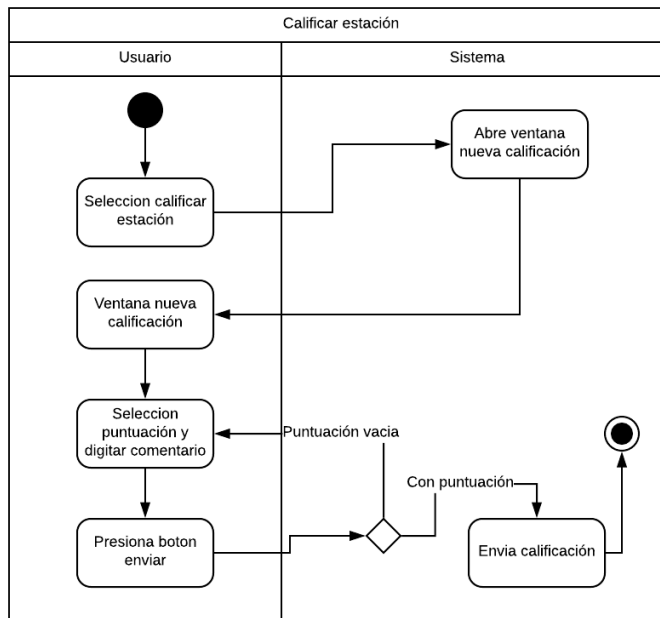 Calificar estación
Usuario
Sistema
Abre ventana
nueva calificación
Seleccion calificar
estación
Ventana nueva
calificación
Seleccion
puntuación y
digitar comentario
Puntuación vacia
Con puntuación
Presiona boton
enviar
Envia calificación